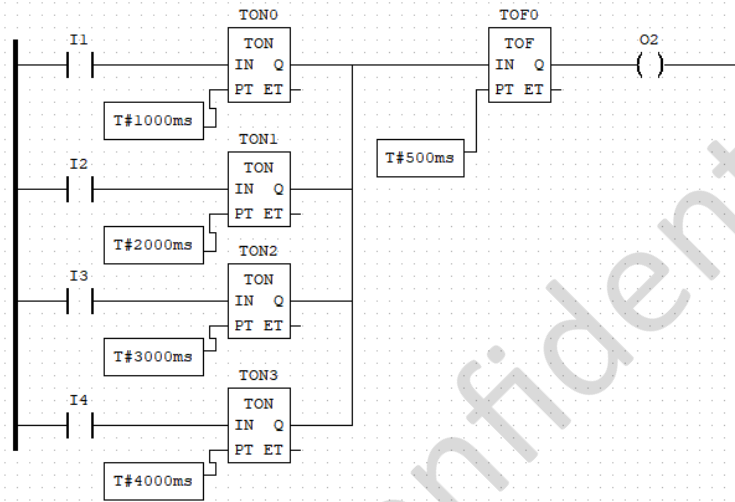 TON0
TOF0
I1
TON
TOF
O2
IN Q
IN Q
PT ET
PT ET
T#1000ms
TON1
T#500ms
I2
TON
IN Q
PT ET
T#2000ms
TON2
I3
TON
IN Q
PT ET
T#3000ms
TON3
I4
TON
IN Q
PT ET
T#4000ms
nfident